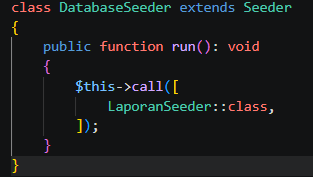 class DatabaseSeeder extends Seeder
{
    public function run(): void
    {
        $this->call([
            LaporanSeeder::class,
        ]);
    }
}